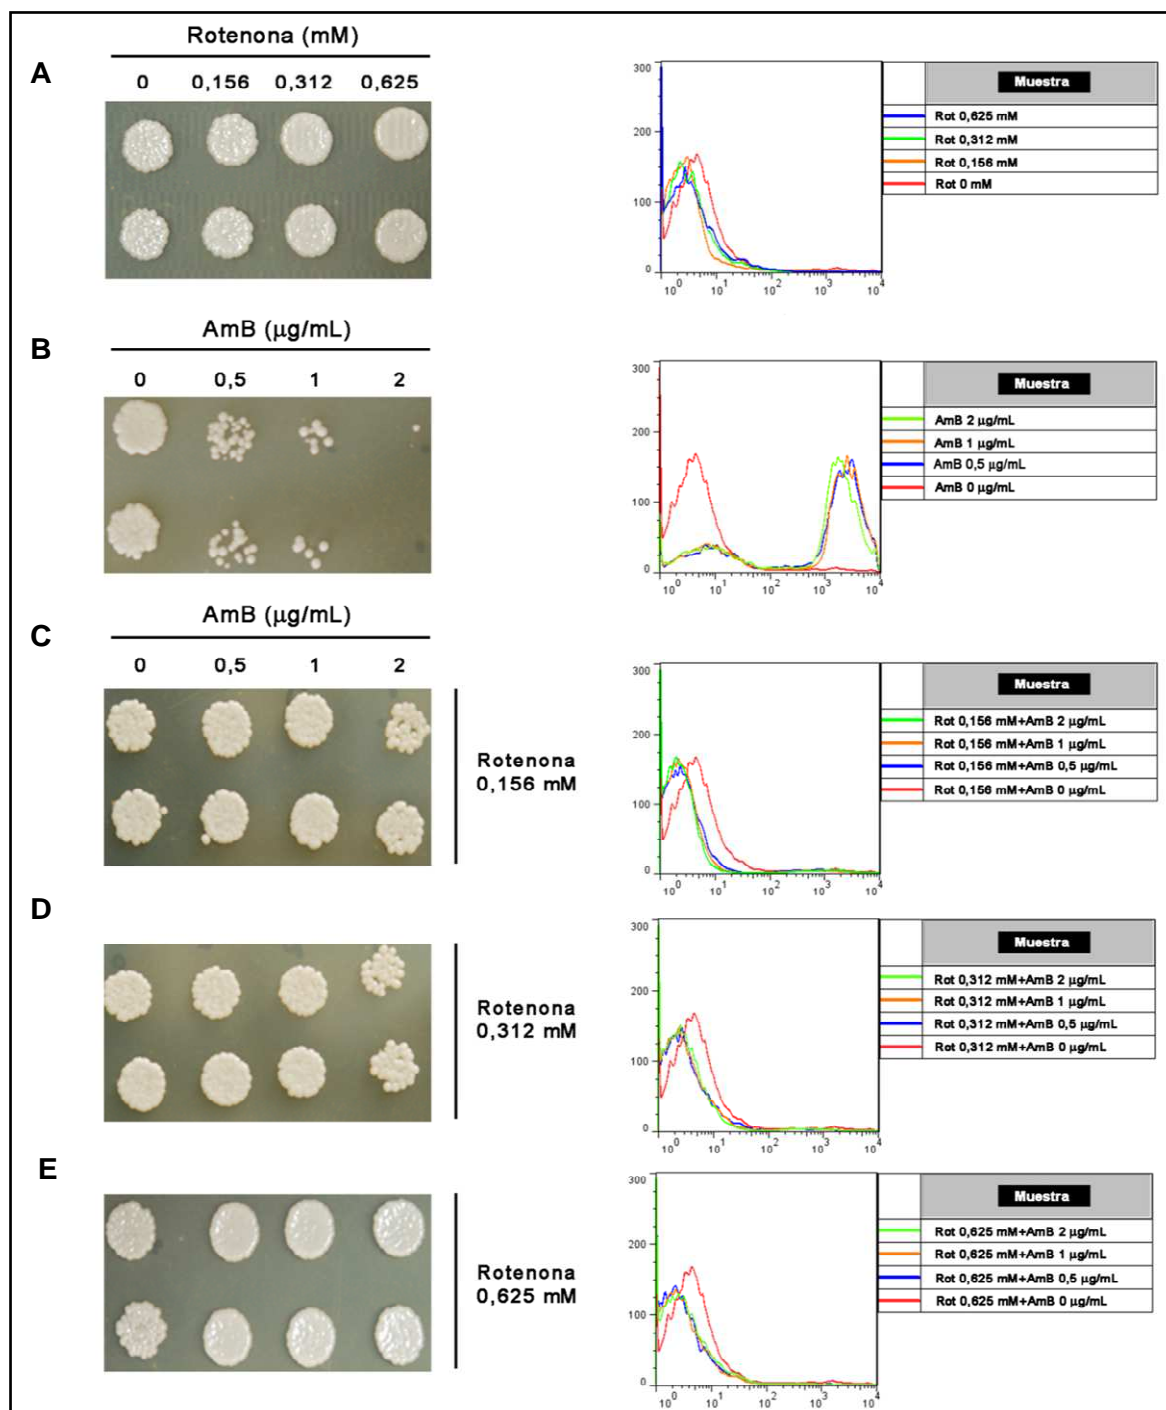 A
Rotenona (mM)
0 0,156 0,312 0,625
300
200
100
0
10^0 10^1 10^2 10^3 10^4
Muestra
Rot 0,625 mM
Rot 0,312 mM
Rot 0,156 mM
Rot 0 mM
B
AmB (µg/mL)
0 0,5 1 2
300
200
100
0
10^0 10^1 10^2 10^3 10^4
Muestra
AmB 2 µg/mL
AmB 1 µg/mL
AmB 0,5 µg/mL
AmB 0 µg/mL
C
AmB (µg/mL)
0 0,5 1 2
Rotenona
0,156 mM
300
200
100
0
10^0 10^1 10^2 10^3 10^4
Muestra
Rot 0,156 mM+AmB 2 µg/mL
Rot 0,156 mM+AmB 1 µg/mL
Rot 0,156 mM+AmB 0,5 µg/mL
Rot 0,156 mM+AmB 0 µg/mL
D
Rotenona
0,312 mM
300
200
100
0
10^0 10^1 10^2 10^3 10^4
Muestra
Rot 0,312 mM+AmB 2 µg/mL
Rot 0,312 mM+AmB 1 µg/mL
Rot 0,312 mM+AmB 0,5 µg/mL
Rot 0,312 mM+AmB 0 µg/mL
E
Rotenona
0,625 mM
300
200
100
0
10^0 10^1 10^2 10^3 10^4
Muestra
Rot 0,625 mM+AmB 2 µg/mL
Rot 0,625 mM+AmB 1 µg/mL
Rot 0,625 mM+AmB 0,5 µg/mL
Rot 0,625 mM+AmB 0 µg/mL